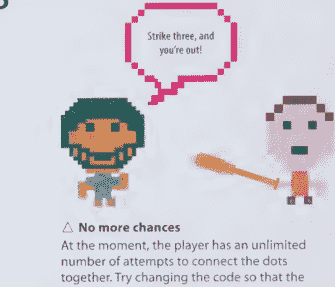 Strike three, and
you're out!
△ No more chances
At the moment, the player has an unlimited
number of attempts to connect the dots
together. Try changing the code so that the